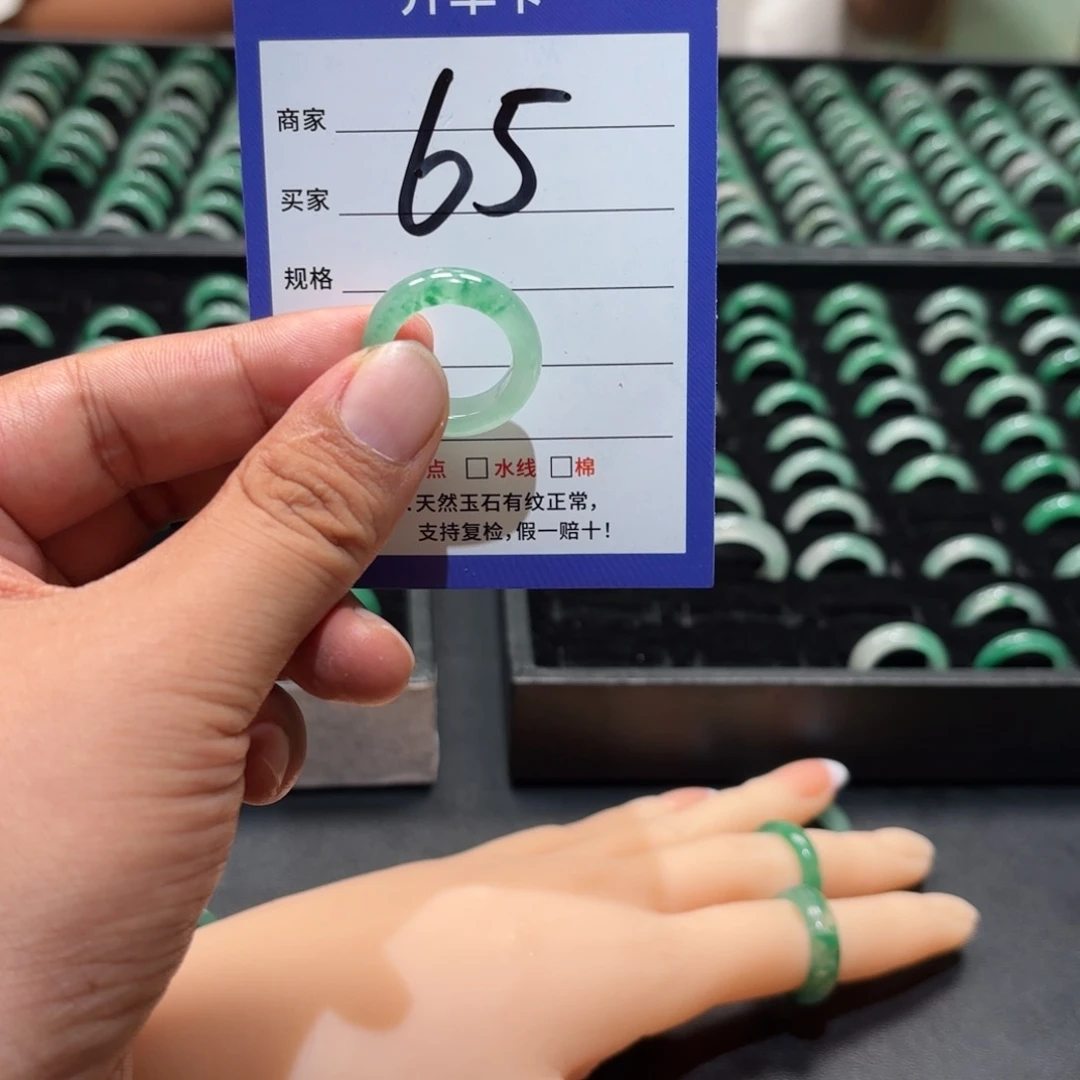 65
商家
买家
规格
点 □水线 □棉
天然玉石有纹正常，
支持复检，假一赔十！